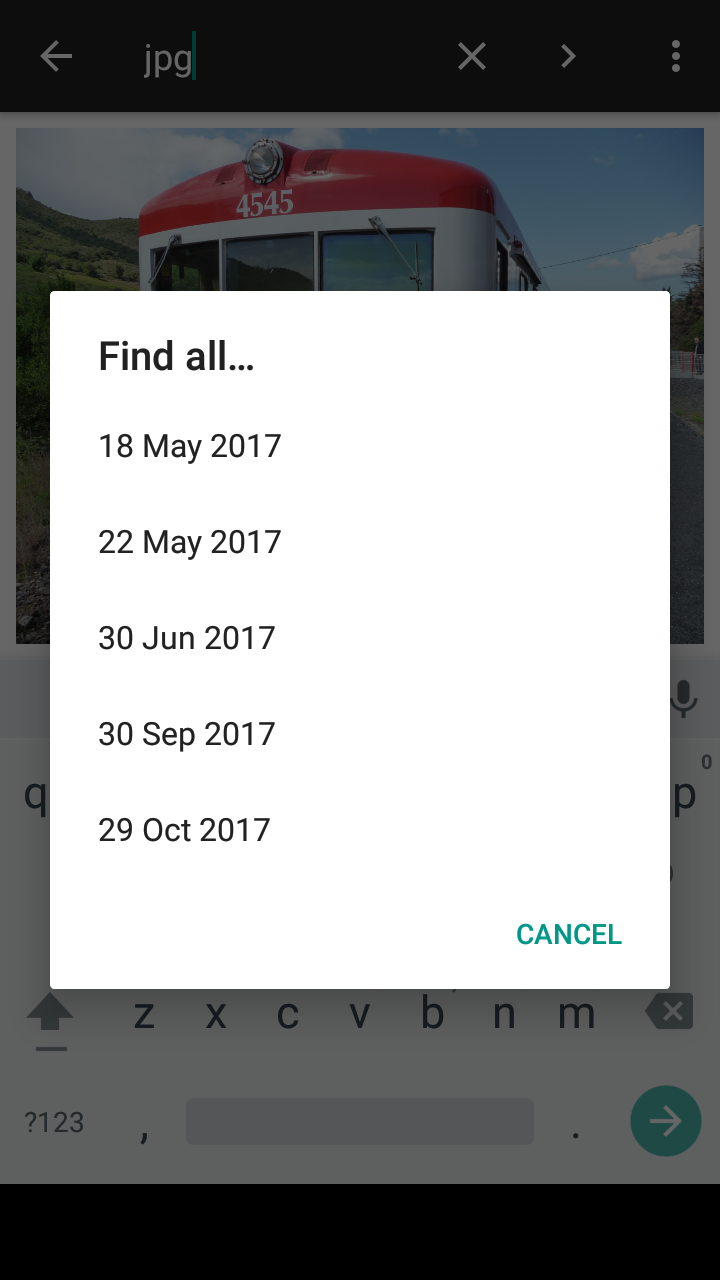 jpg
4545
Find all...
18 May 2017
22 May 2017
30 Jun 2017
30 Sep 2017
29 Oct 2017
0
q
p
CANCEL
z x c v b n m
?123 , .